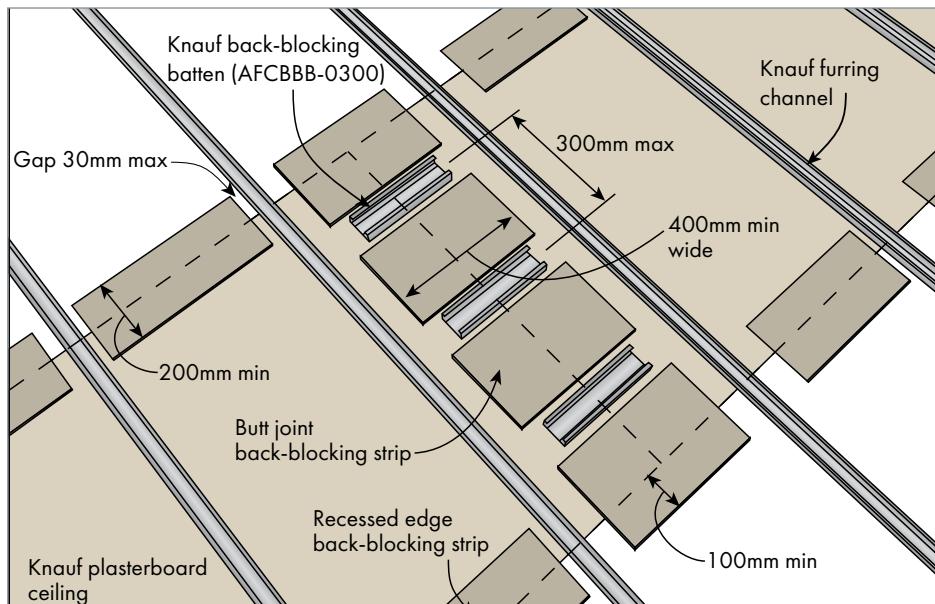 Knauf back-blocking
batten (AFCBBB-0300)
Knauf furring
channel
Gap 30mm max
300mm max
400mm min
wide
200mm min
Butt joint
back-blocking strip
Recessed edge
back-blocking strip
100mm min
Knauf plasterboard
ceiling